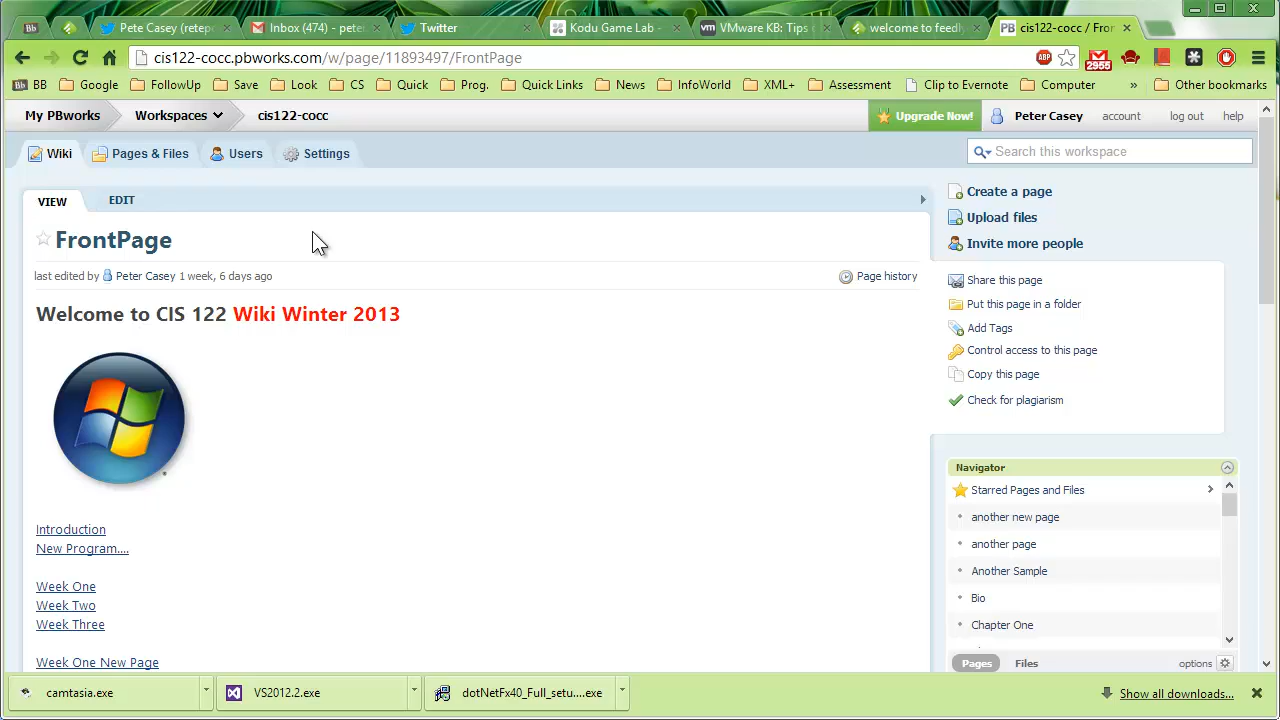 Pete Casey (retep
Inbox (474) - peter
Twitter
Kodu Game Lab -
VMware KB: Tips
welcome to feedly
PB cis122-cocc / Fron
cis122-cocc.pbworks.com/w/page/11893497/FrontPage
ABP
2955
Bb BB
Google
FollowUp
Save
Look
CS
Quick
Prog.
Quick Links
News
InfoWorld
XML+
Assessment
Clip to Evernote
Computer
»
Other bookmarks
My PBworks
Workspaces
cis122-cocc
Upgrade Now!
Peter Casey
account
log out
help
Wiki
Pages & Files
Users
Settings
Search this workspace
VIEW
EDIT
Create a page
Upload files
Invite more people
FrontPage
last edited by Peter Casey 1 week, 6 days ago
Page history
Share this page
Put this page in a folder
Add Tags
Control access to this page
Copy this page
Check for plagiarism
Welcome to CIS 122 Wiki Winter 2013
Introduction
New Program....
Week One
Week Two
Week Three
Week One New Page
Navigator
Starred Pages and Files
another new page
another page
Another Sample
Bio
Chapter One
Pages
Files
options
camtasia.exe
VS2012.2.exe
dotNetFx40_Full_setu....exe
Show all downloads...